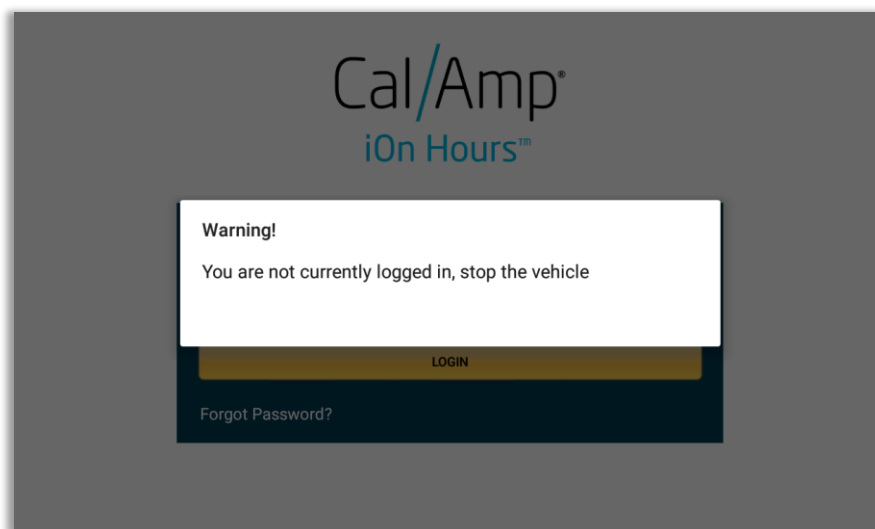 Cal/Amp®
iOn Hours™
Warning!
You are not currently logged in, stop the vehicle
LOGIN
Forgot Password?